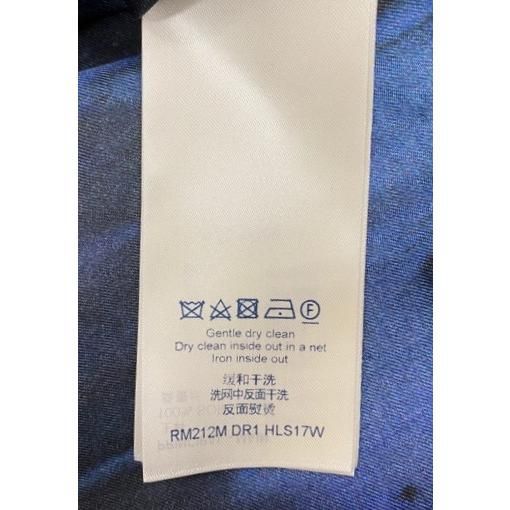 Gentle dry clean
Dry clean inside out in a net
Iron inside out
缓和干洗
洗网中反面干洗
反面熨烫
RM212M DR1 HLS17W